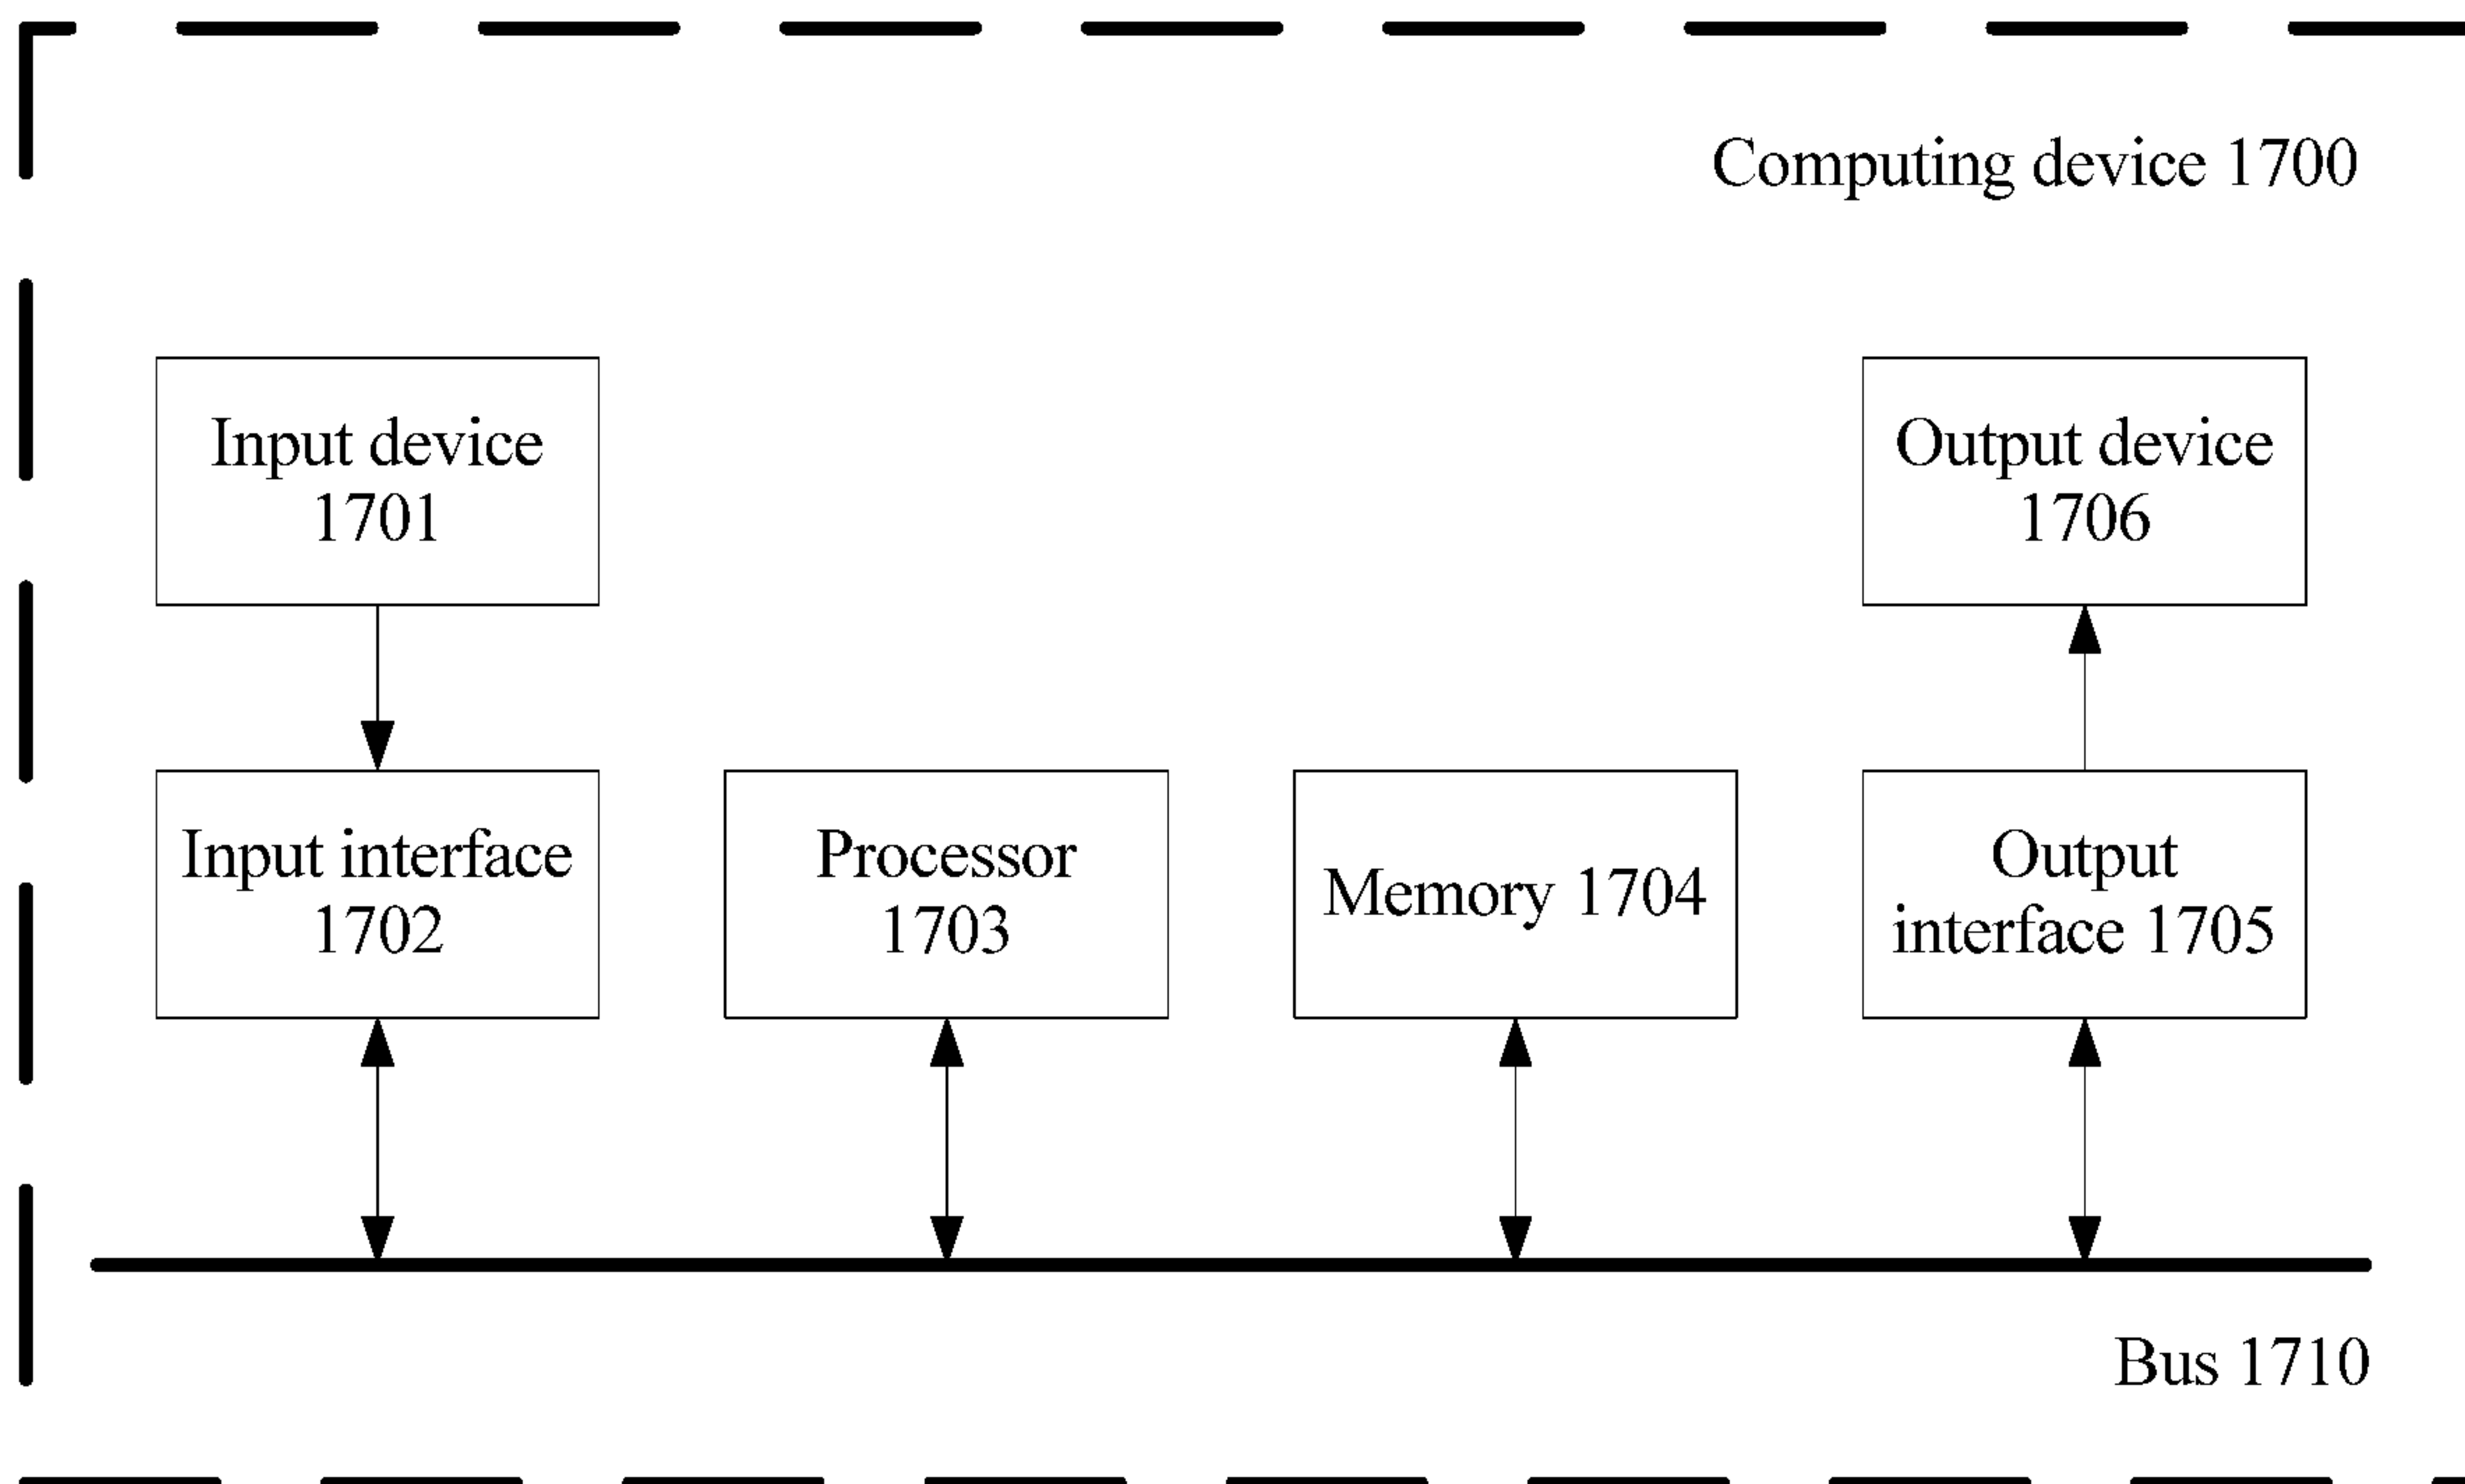 Computing device 1700
Input device
1701
Output device
1706
Input interface
1702
Processor
1703
Memory 1704
Output
interface 1705
Bus 1710